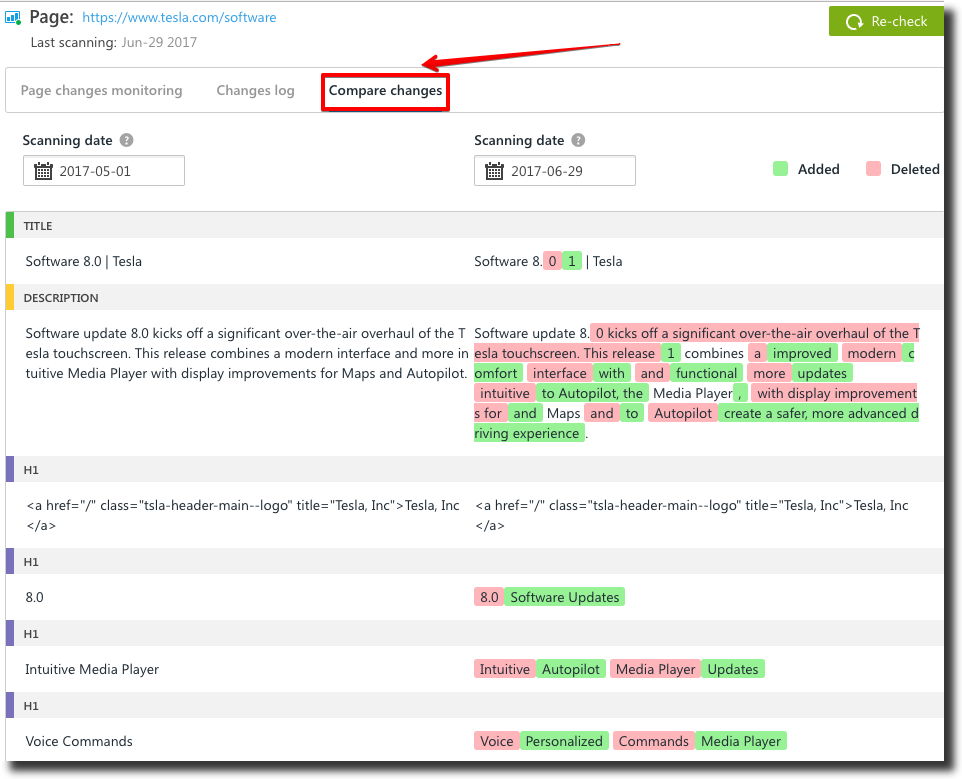 Page: https://www.tesla.com/software
Re-check
Last scanning: Jun-29 2017
Page changes monitoring Changes log Compare changes
Scanning date ? Scanning date ?
2017-05-01 2017-06-29 Added Deleted
TITLE
Software 8.0 | Tesla Software 8. 0 1 | Tesla
DESCRIPTION
Software update 8.0 kicks off a significant over-the-air overhaul of the T
esla touchscreen. This release combines a modern interface and more in
tuitive Media Player with display improvements for Maps and Autopilot.
Software update 8. 0 kicks off a significant over-the-air overhaul of the T
esla touchscreen. This release 1 combines a improved modern c
omfort interface with and functional more updates
intuitive to Autopilot, the Media Player , with display improvement
s for and Maps and to Autopilot create a safer, more advanced d
riving experience .
H1
<a href="/" class="tsla-header-main--logo" title="Tesla, Inc">Tesla, Inc
</a>
<a href="/" class="tsla-header-main--logo" title="Tesla, Inc">Tesla, Inc
</a>
H1
8.0 8.0 Software Updates
H1
Intuitive Media Player Intuitive Autopilot Media Player Updates
H1
Voice Commands Voice Personalized Commands Media Player